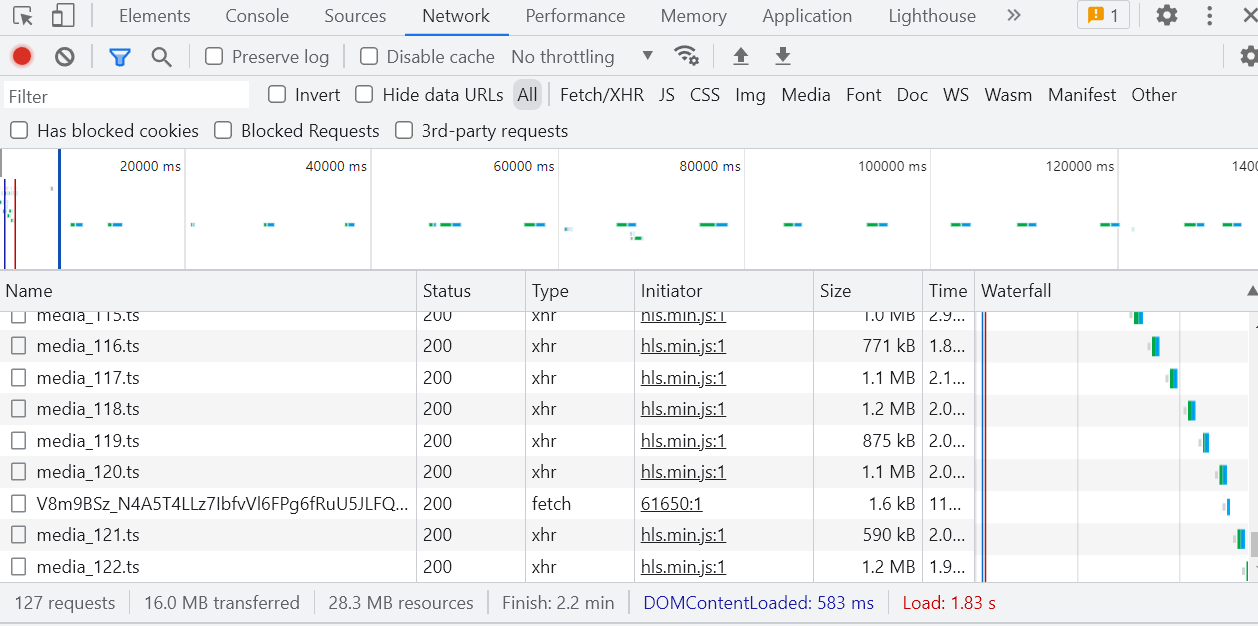 Elements Console Sources Network Performance Memory Application Lighthouse 1
Preserve log Disable cache No throttling
Filter Invert Hide data URLs All Fetch/XHR JS CSS Img Media Font Doc WS Wasm Manifest Other
Has blocked cookies Blocked Requests 3rd-party requests
20000 ms 40000 ms 60000 ms 80000 ms 100000 ms 120000 ms 1400
Name Status Type Initiator Size Time Waterfall
media_115.ts 200 xhr hls.min.js:1 1.0 MB 2.9...
media_116.ts 200 xhr hls.min.js:1 771 kB 1.8...
media_117.ts 200 xhr hls.min.js:1 1.1 MB 2.1...
media_118.ts 200 xhr hls.min.js:1 1.2 MB 2.0...
media_119.ts 200 xhr hls.min.js:1 875 kB 2.0...
media_120.ts 200 xhr hls.min.js:1 1.1 MB 2.0...
V8m9BSz_N4A5T4LLz7IbfvVl6FPg6fRuU5JLFQ... 200 fetch 61650:1 1.6 kB 11...
media_121.ts 200 xhr hls.min.js:1 590 kB 2.0...
media_122.ts 200 xhr hls.min.js:1 1.2 MB 1.9...
127 requests 16.0 MB transferred 28.3 MB resources Finish: 2.2 min DOMContentLoaded: 583 ms Load: 1.83 s